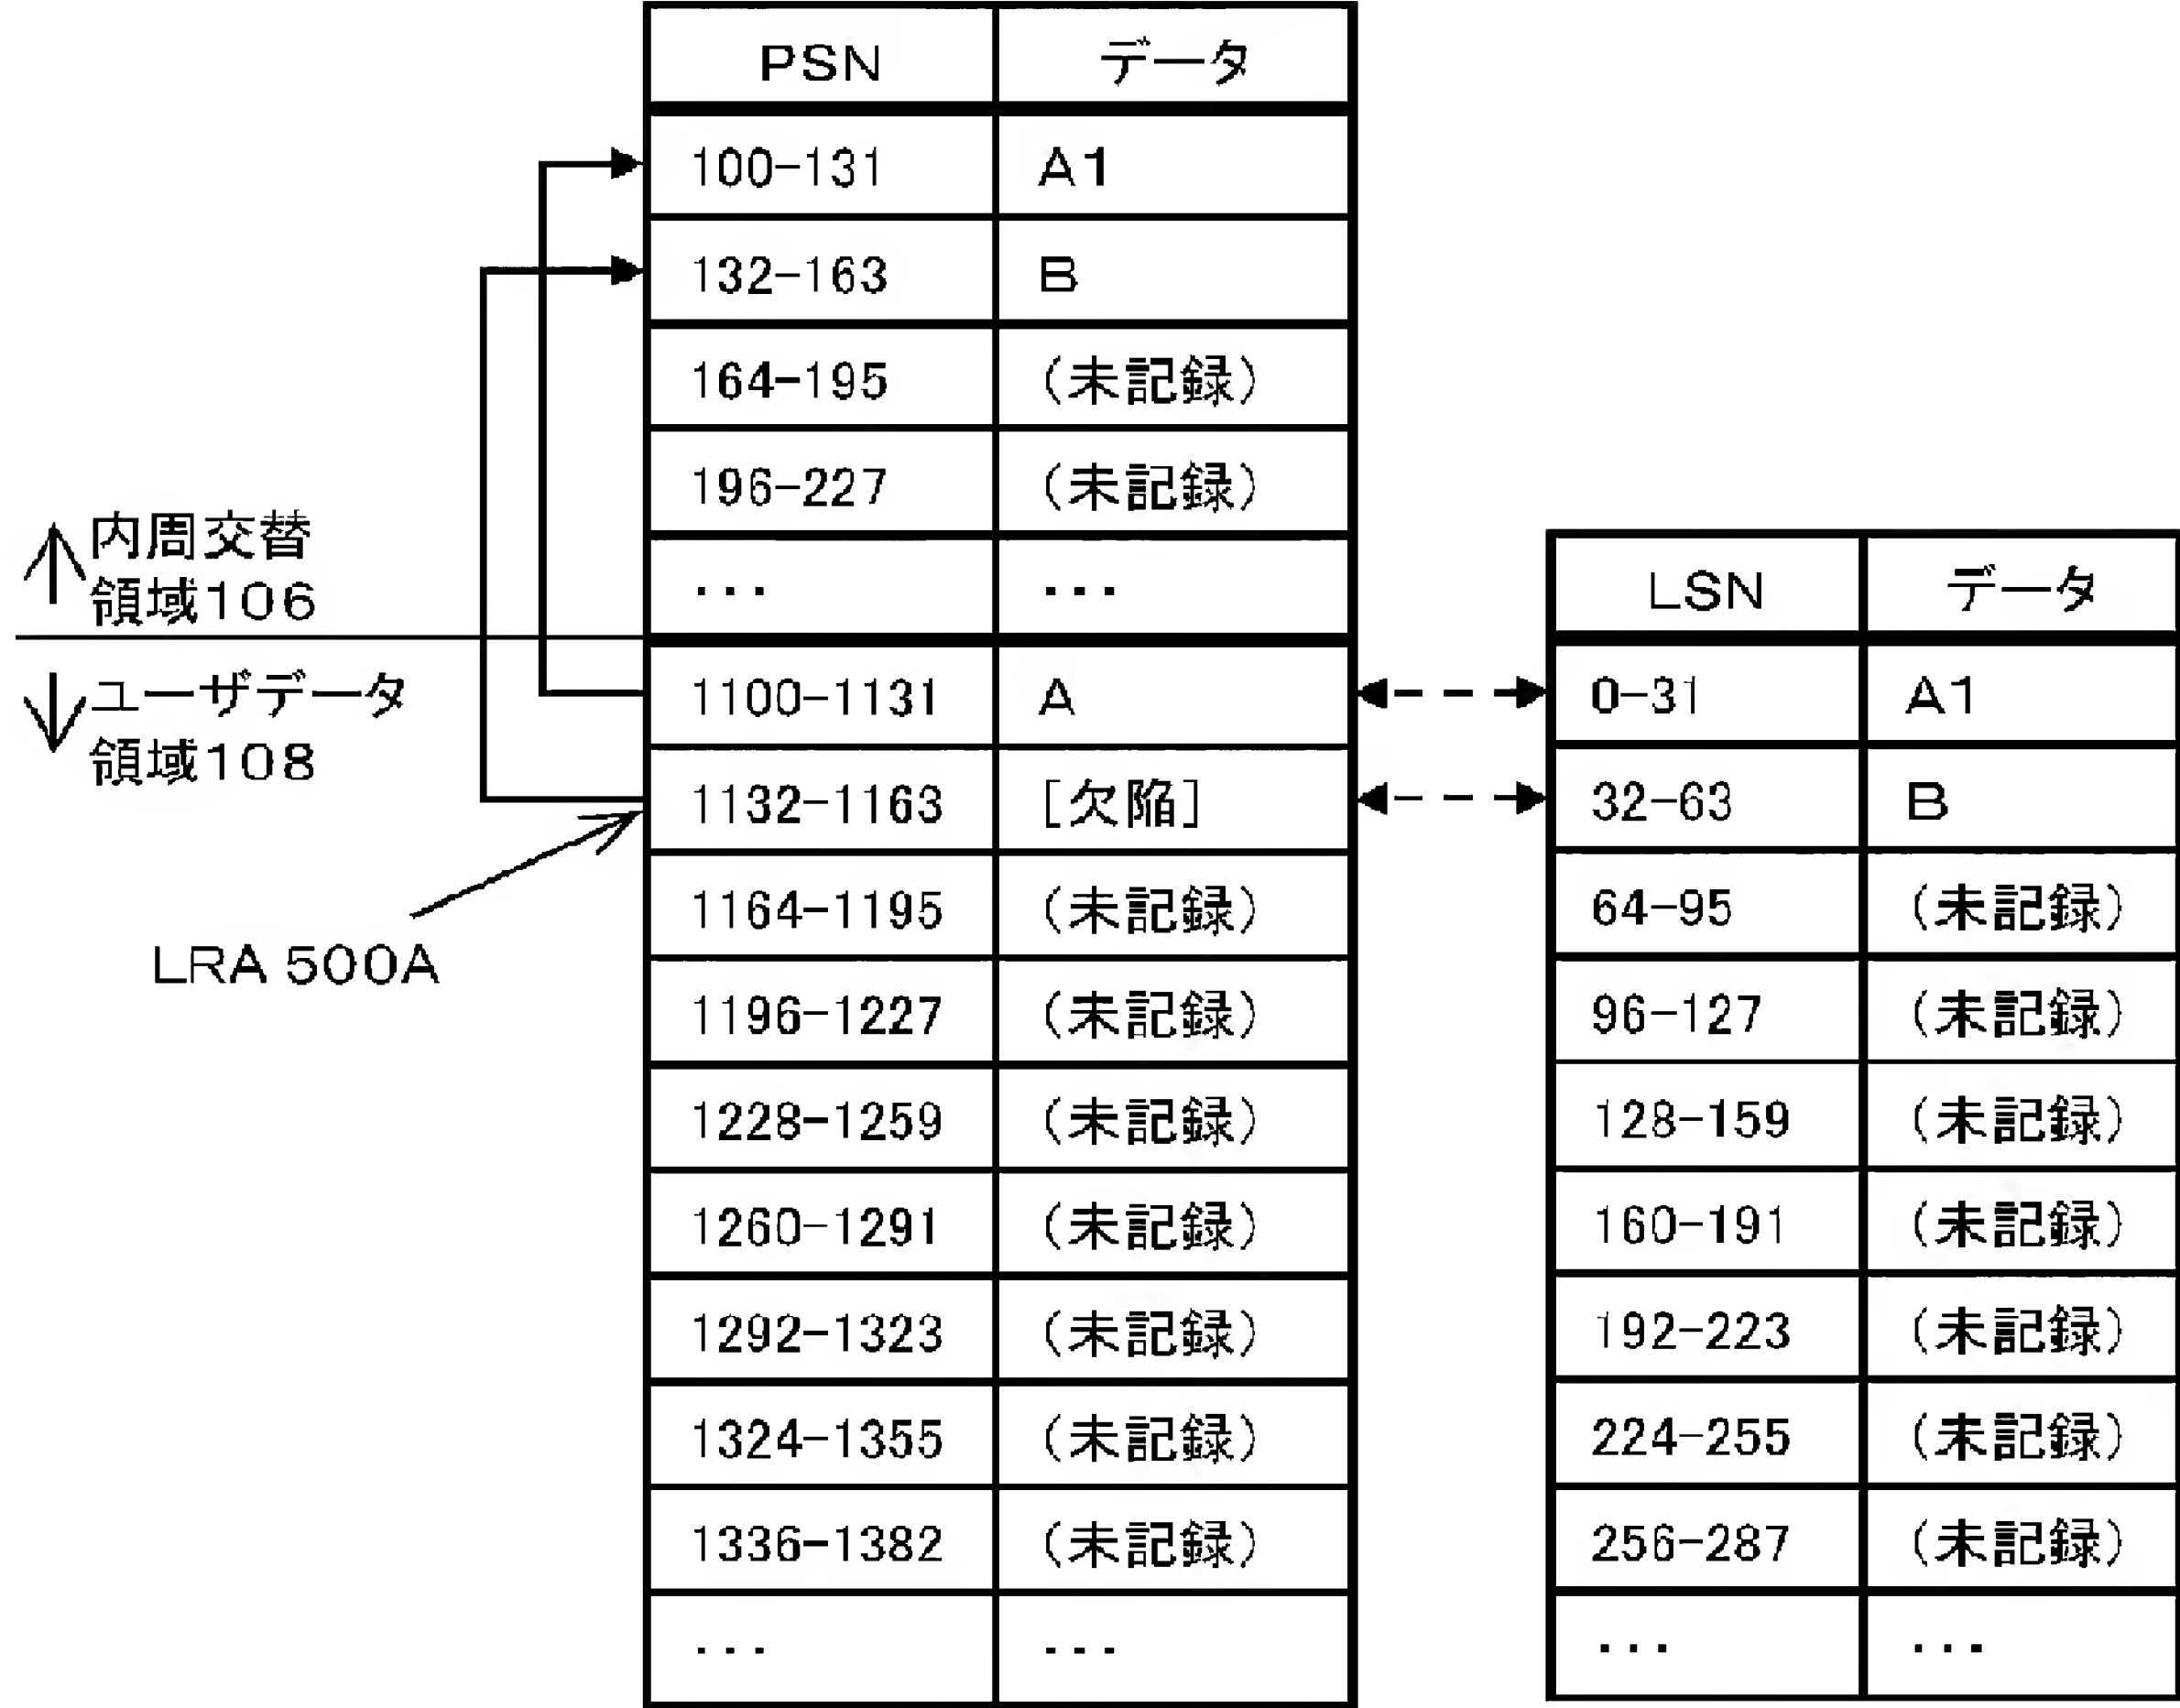 PSN データ
100-131 A1
132-163 B
164-195 (未記録)
196-227 (未記録)
... ...
1100-1131 A
1132-1163 [欠陥]
1164-1195 (未記録)
1196-1227 (未記録)
1228-1259 (未記録)
1260-1291 (未記録)
1292-1323 (未記録)
1324-1355 (未記録)
1336-1382 (未記録)
... ...
内周交替
領域106
ユーザデータ
領域108
LRA 500A
LSN データ
0-31 A1
32-63 B
64-95 (未記録)
96-127 (未記録)
128-159 (未記録)
160-191 (未記録)
192-223 (未記録)
224-255 (未記録)
256-287 (未記録)
... ...